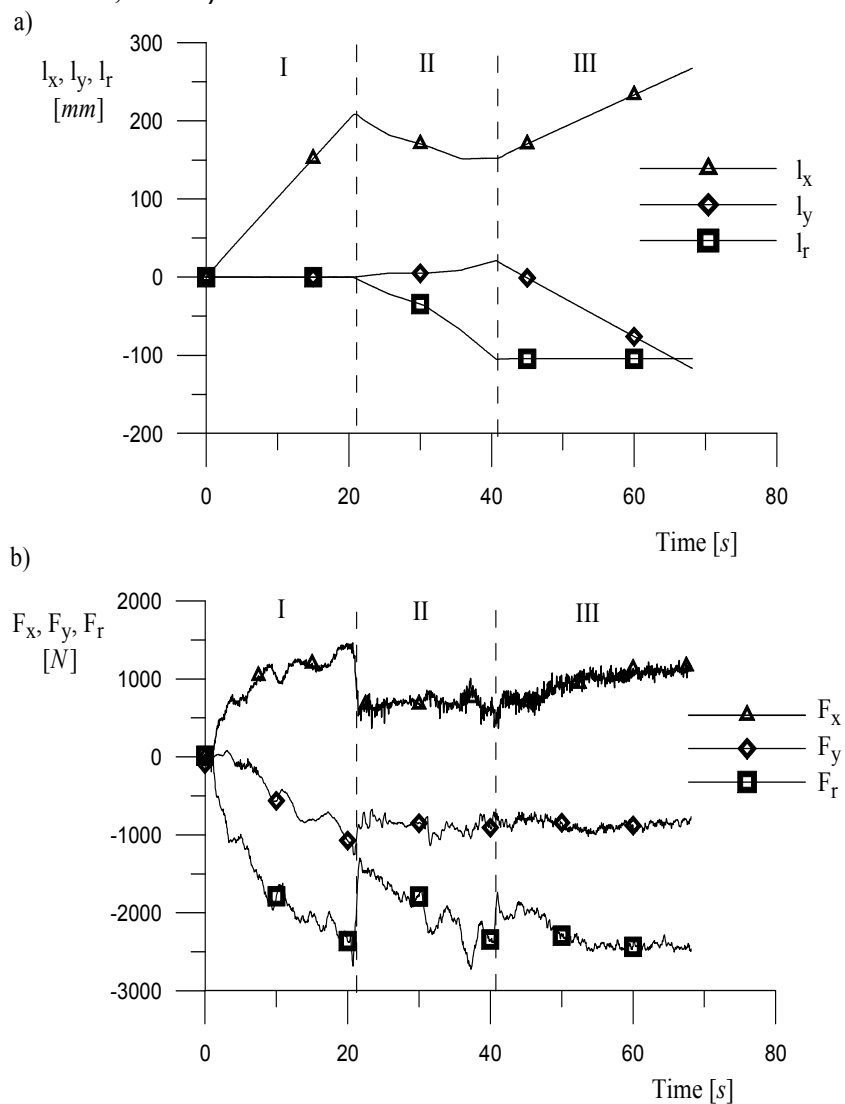 a)
300
200
100
0
-100
-200
l_x, l_y, l_r
[mm]
I
II
III
l_x
l_y
l_r
0
20
40
60
80
Time [s]
b)
2000
1000
0
-1000
-2000
-3000
F_x, F_y, F_r
[N]
I
II
III
F_x
F_y
F_r
0
20
40
60
80
Time [s]